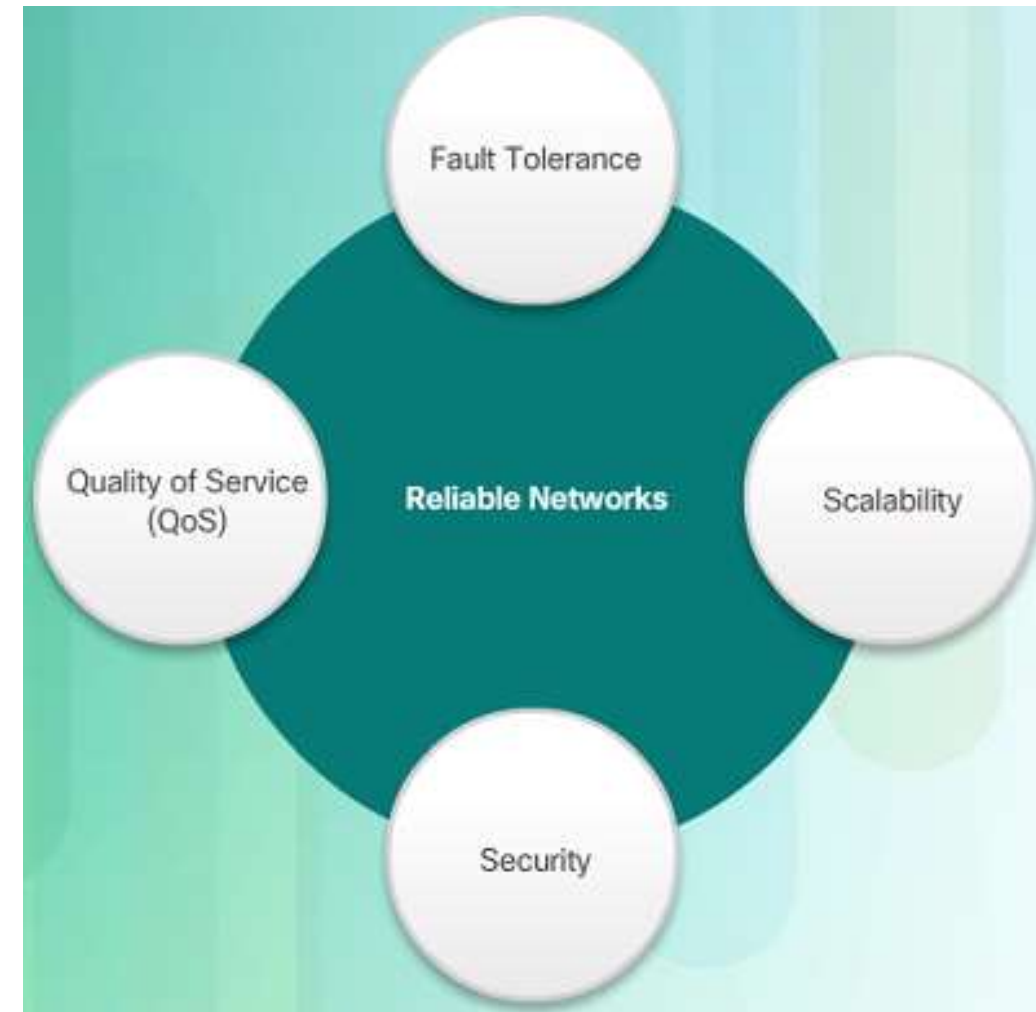 Fault Tolerance
Quality of Service
(QoS)
Reliable Networks
Scalability
Security